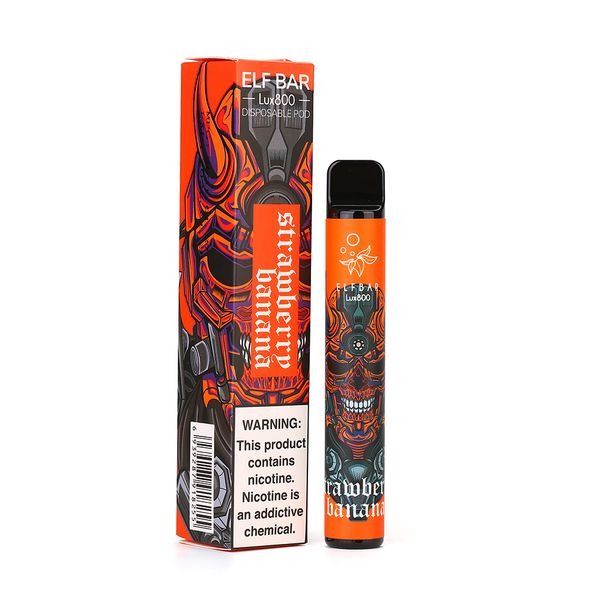 ELF BAR
Lux800
DISPOSABLE POD
strawberry
banana
WARNING:
This product
contains
nicotine.
Nicotine is
an addictive
chemical.
ELFBAR
Lux800
trawber
banana